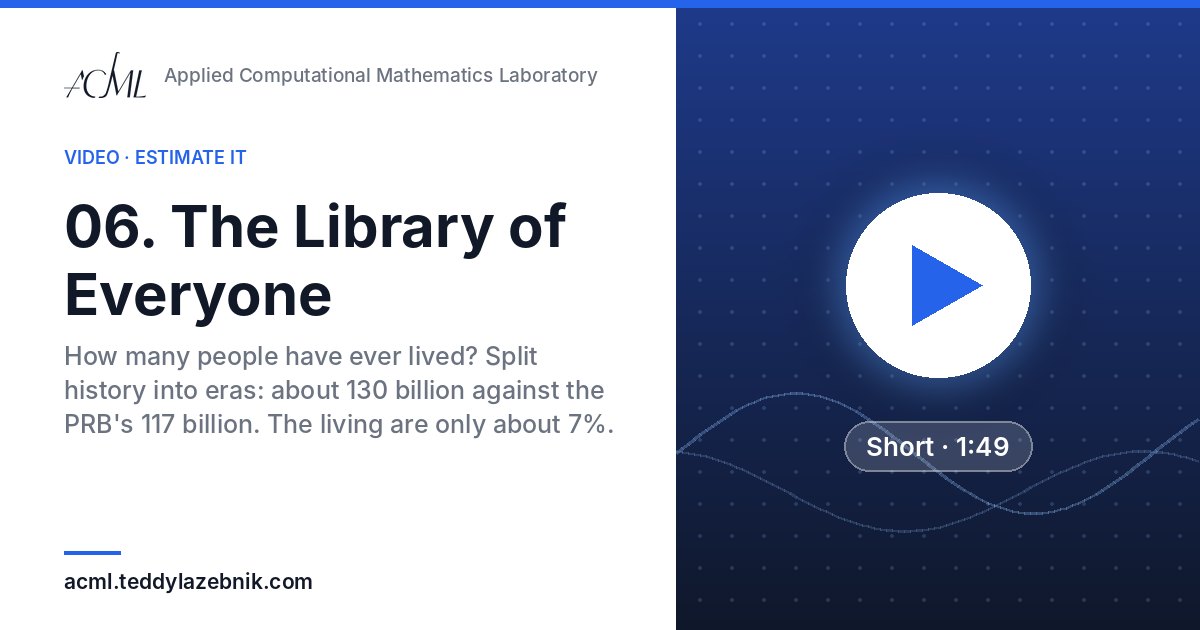 ACML
Applied Computational Mathematics Laboratory
VIDEO · ESTIMATE IT
06. The Library of
Everyone
How many people have ever lived? Split
history into eras: about 130 billion against the
PRB's 117 billion. The living are only about 7%.
Short · 1:49
acml.teddylazebnik.com